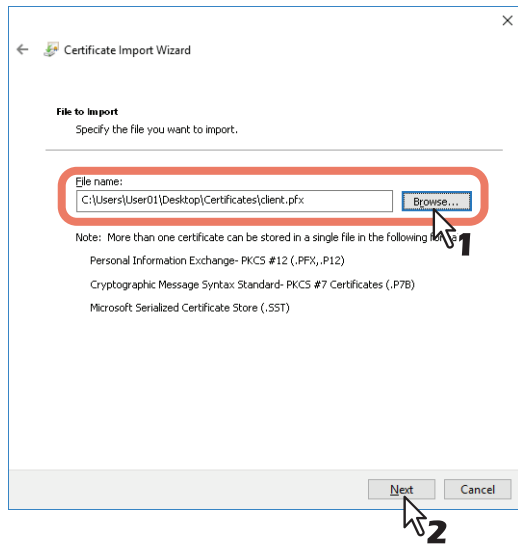 Certificate Import Wizard
File to Import
Specify the file you want to import.
File name:
C:\Users\User01\Desktop\Certificates\client.pfx
Browse...
1
Note: More than one certificate can be stored in a single file in the following
Personal Information Exchange- PKCS #12 (.PFX,.P12)
Cryptographic Message Syntax Standard- PKCS #7 Certificates (.P7B)
Microsoft Serialized Certificate Store (.SST)
Next
Cancel
2